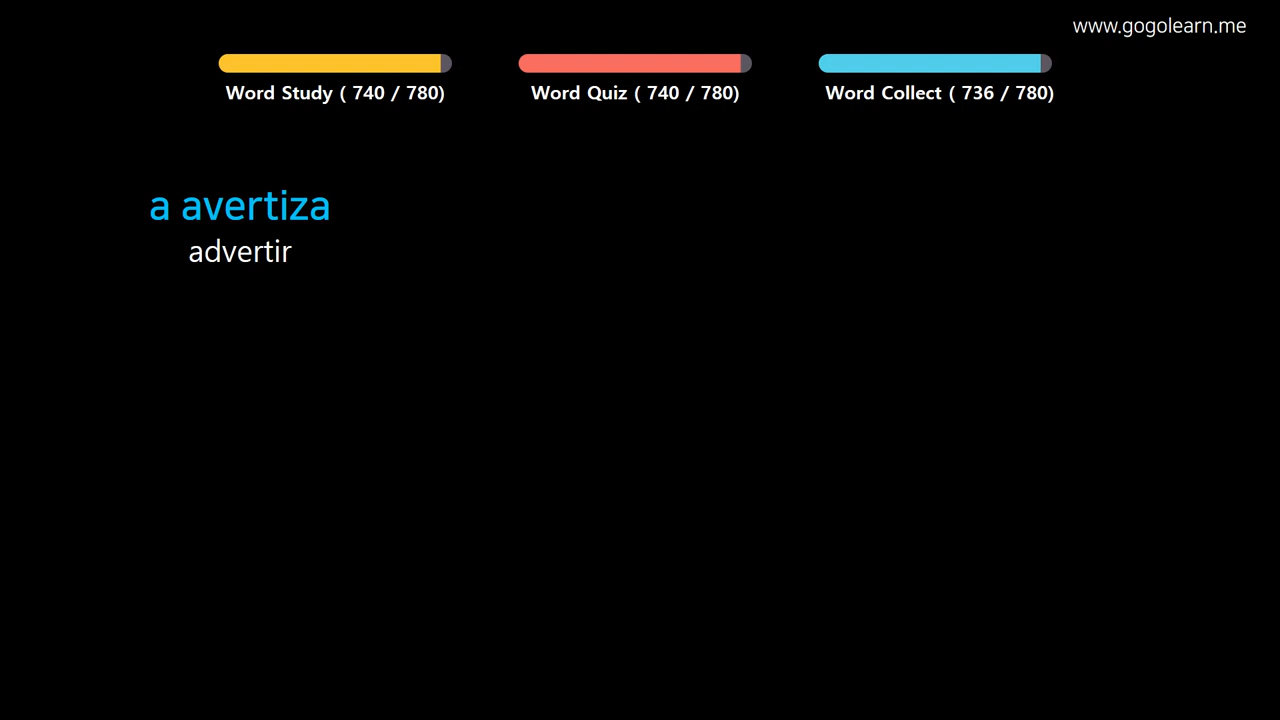 www.gogolearn.me
Word Study ( 740 / 780)
Word Quiz ( 740 / 780)
Word Collect ( 736 / 780)
a avertiza
advertir